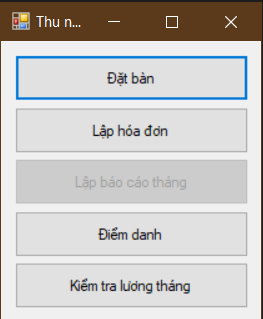 Thu n...
Đặt bàn
Lập hóa đơn
Lập báo cáo tháng
Điểm danh
Kiểm tra lương tháng